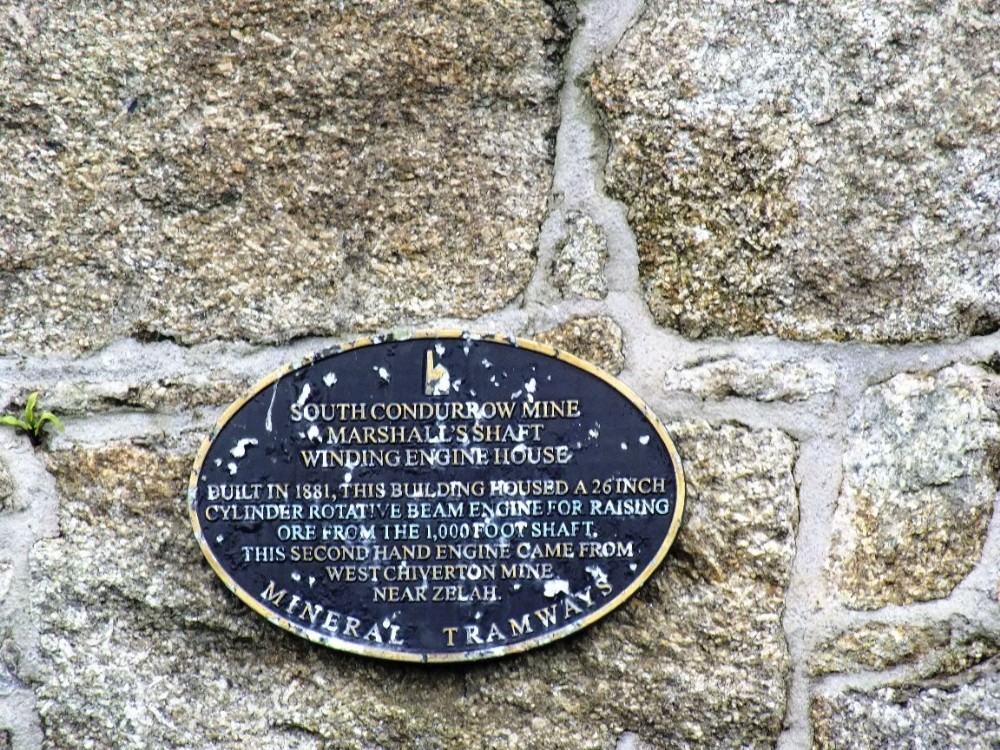 SOUTH CONDURROW MINE
MARSHALL'S SHAFT
WINDING ENGINE HOUSE
BUILT IN 1881, THIS BUILDING HOUSED A 26 INCH
CYLINDER ROTATIVE BEAM ENGINE FOR RAISING
ORE FROM THE 1,000 FOOT SHAFT.
THIS SECOND HAND ENGINE CAME FROM
WEST CHIVERTON MINE
NEAR ZELAH.
MINERAL TRAMWAYS